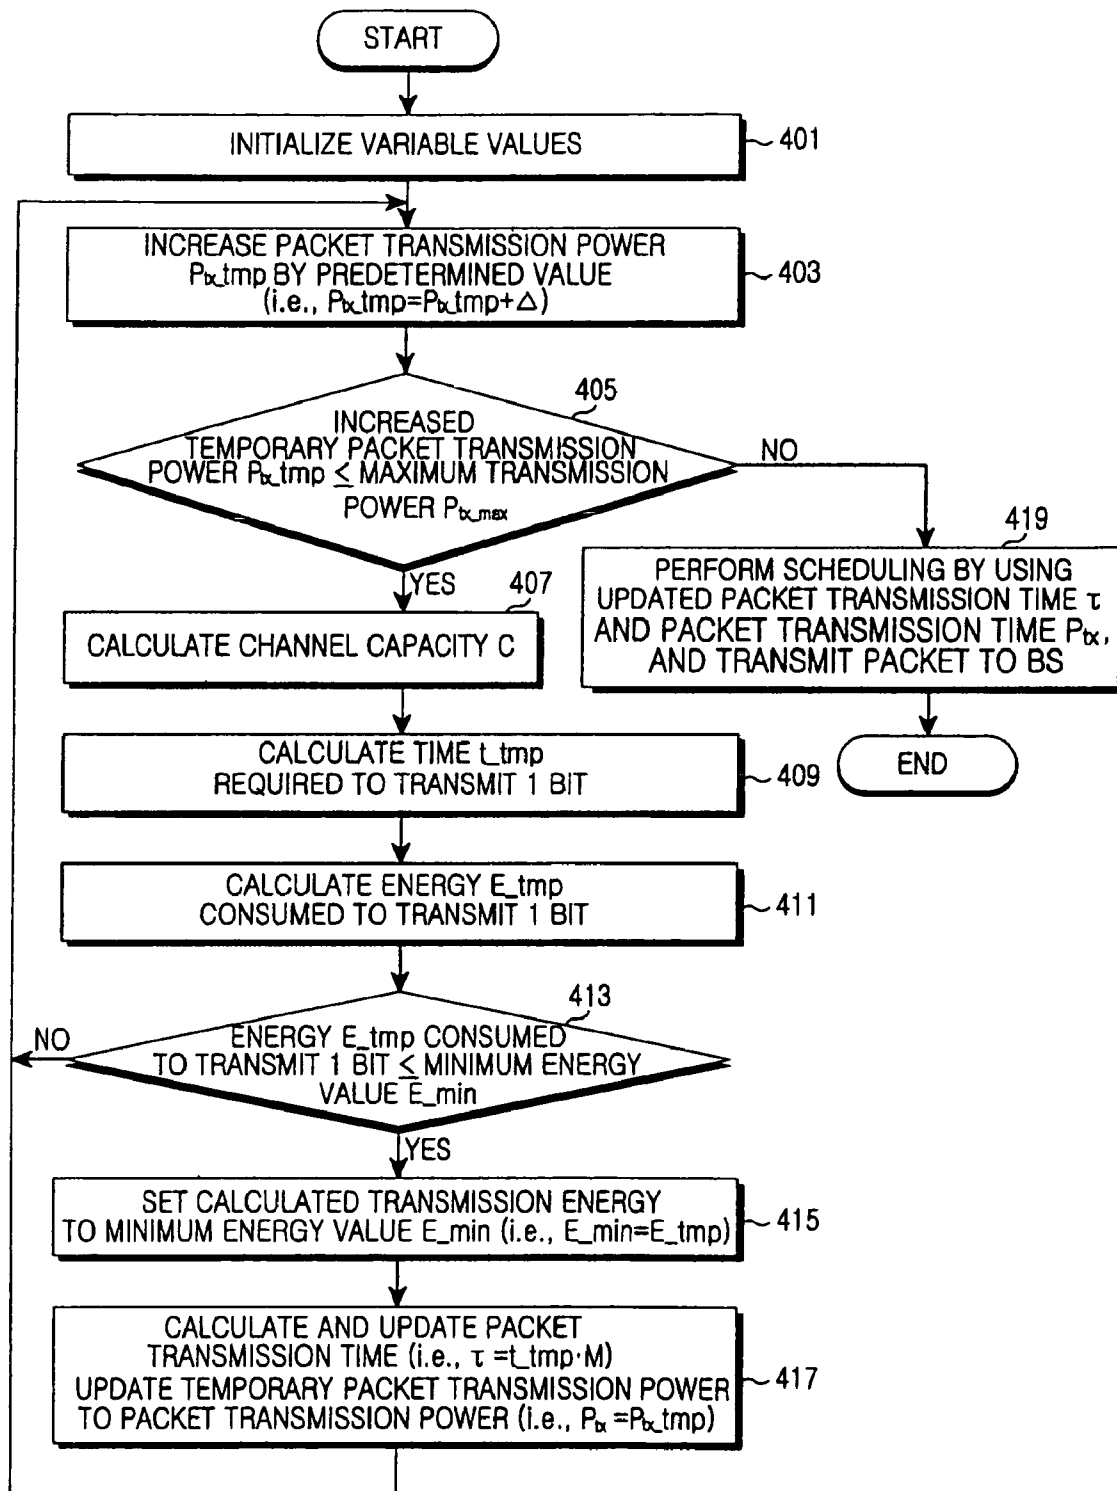 START
INITIALIZE VARIABLE VALUES
401
INCREASE PACKET TRANSMISSION POWER
Ptx_tmp BY PREDETERMINED VALUE
(i.e., Ptx_tmp=Ptx_tmp+Δ)
403
405
INCREASED
TEMPORARY PACKET TRANSMISSION
POWER Ptx_tmp ≤ MAXIMUM TRANSMISSION
POWER Ptx_max
NO
YES
407
CALCULATE CHANNEL CAPACITY C
419
PERFORM SCHEDULING BY USING
UPDATED PACKET TRANSMISSION TIME τ
AND PACKET TRANSMISSION TIME Ptx,
AND TRANSMIT PACKET TO BS
END
CALCULATE TIME t_tmp
REQUIRED TO TRANSMIT 1 BIT
409
CALCULATE ENERGY E_tmp
CONSUMED TO TRANSMIT 1 BIT
411
413
NO
ENERGY E_tmp CONSUMED
TO TRANSMIT 1 BIT ≤ MINIMUM ENERGY
VALUE E_min
YES
SET CALCULATED TRANSMISSION ENERGY
TO MINIMUM ENERGY VALUE E_min (i.e., E_min=E_tmp)
415
CALCULATE AND UPDATE PACKET
TRANSMISSION TIME (i.e., τ =t_tmp·M)
UPDATE TEMPORARY PACKET TRANSMISSION POWER
TO PACKET TRANSMISSION POWER (i.e., Ptx =Ptx_tmp)
417